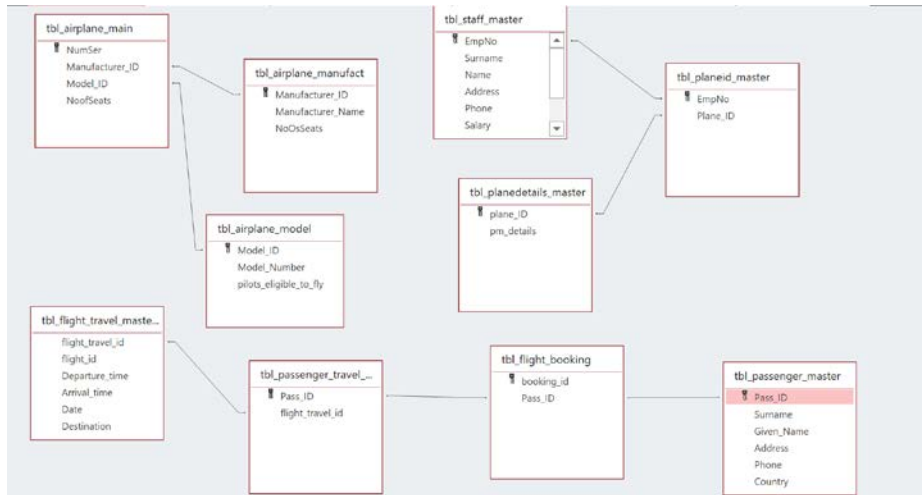 tbl_airplane_main
NumSer
Manufacturer_ID
Model_ID
NoofSeats
tbl_airplane_manufact
Manufacturer_ID
Manufacturer_Name
NoOsSeats
tbl_airplane_model
Model_ID
Model_Number
pilots_eligible_to_fly
tbl_staff_master
EmpNo
Surname
Name
Address
Phone
Salary
tbl_planeid_master
EmpNo
Plane_ID
tbl_planedetails_master
plane_ID
pm_details
tbl_flight_travel_maste...
flight_travel_id
flight_id
Departure_time
Arrival_time
Date
Destination
tbl_passenger_travel_...
Pass_ID
flight_travel_id
tbl_flight_booking
booking_id
Pass_ID
tbl_passenger_master
Pass_ID
Surname
Given_Name
Address
Phone
Country